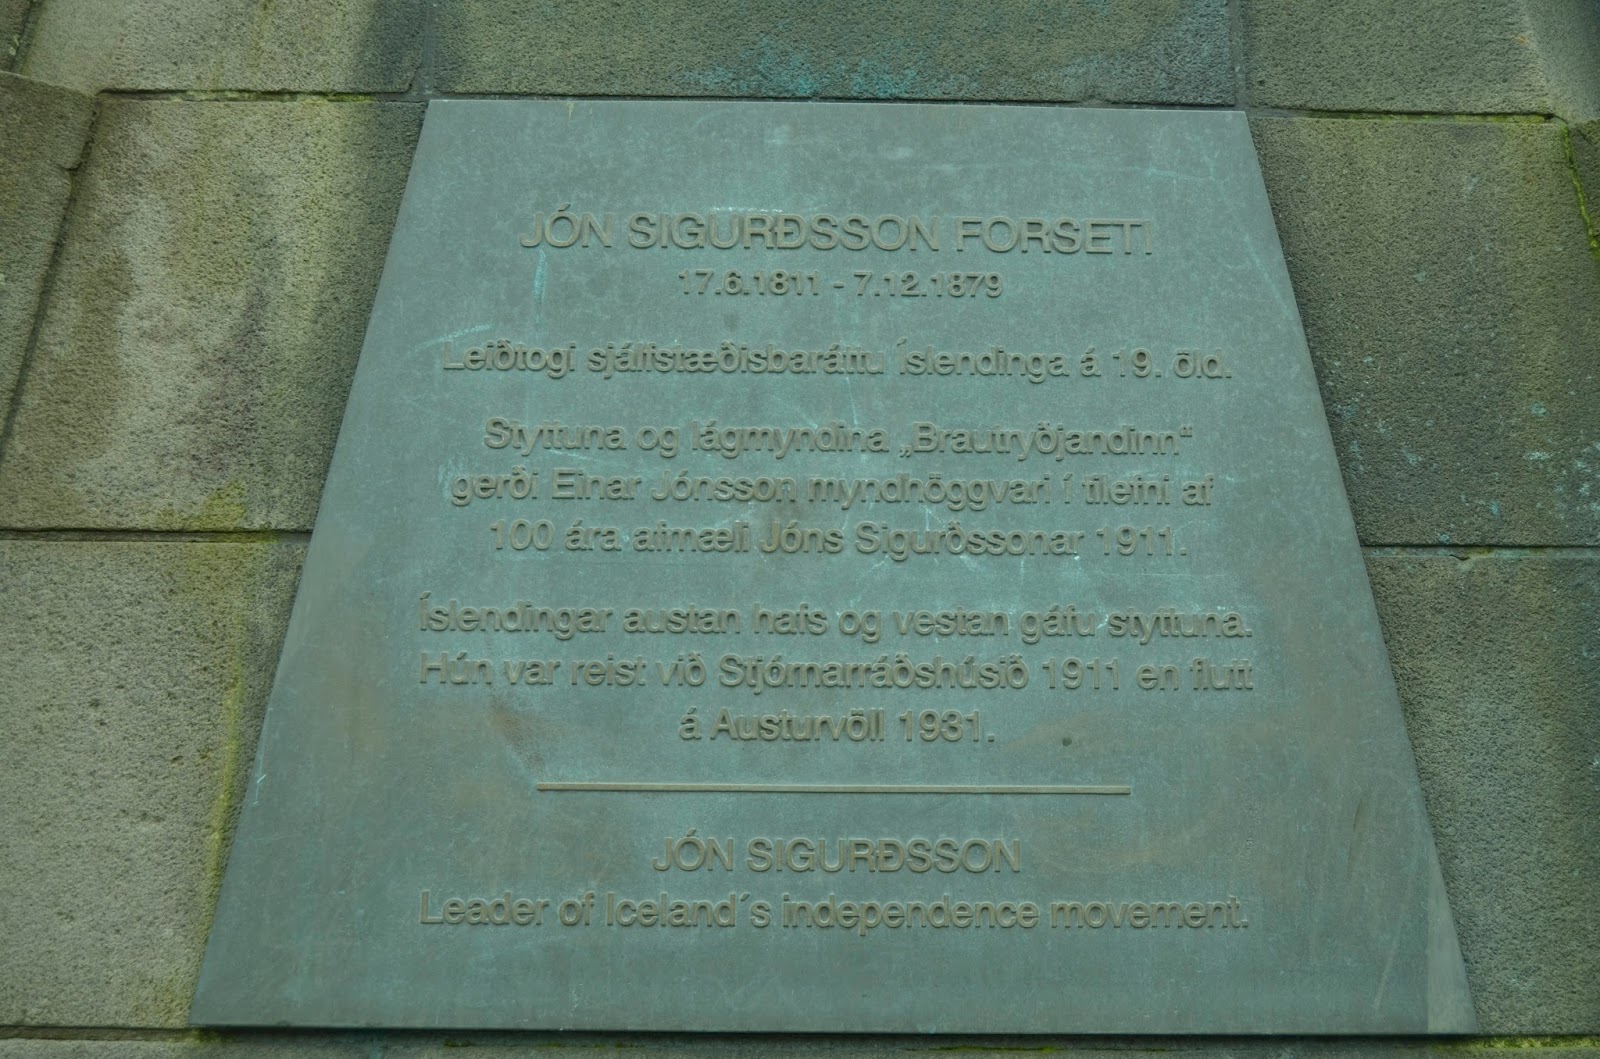 JÓN SIGURÐSSON FORSETI
17.6.1811 - 7.12.1879
Leiðtogi sjálfstæðisbaráttu Íslendinga á 19. öld.
Styttuna og lágmyndina „Brautryðjandinn“
gerði Einar Jónsson myndhöggvari í tilefni af
100 ára afmæli Jóns Sigurðssonar 1911.
Íslendingar austan hafs og vestan gáfu styttuna.
Hún var reist við Stjórnarráðshúsið 1911 en flutt
á Austurvöll 1931.
JÓN SIGURÐSSON
Leader of Iceland´s independence movement.